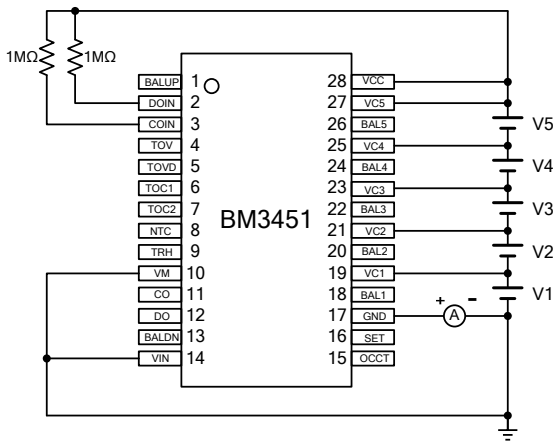 1MΩ 1MΩ
BALUP 1 28 VCC
DOIN 2 27 VC5
COIN 3 26 BAL5 V5
TOV 4 25 VC4
TOVD 5 24 BAL4 V4
TOC1 6 23 VC3
TOC2 7 BM3451 22 BAL3 V3
NTC 8 21 VC2
TRH 9 20 BAL2 V2
VM 10 19 VC1
CO 11 18 BAL1 V1
+ -
DO 12 17 GND A
BALDN 13 16 SET
VIN 14 15 OCCT